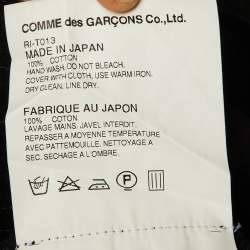 COMME des GARÇONS Co.,Ltd.
RI-T013
MADE IN JAPAN
100% COTTON
HAND WASH, DO NOT BLEACH.
COVER WITH CLOTH, USE WARM IRON.
DRY CLEAN, LINE DRY.
FABRIQUE AU JAPON
100% COTON
LAVAGE MAINS, JAVEL INTERDIT.
REPASSER A MOYENNE TEMPERATURE
AVEC PATTEMOUILLE, NETTOYAGE A
SEC. SECHAGE A L'OMBRE.
P